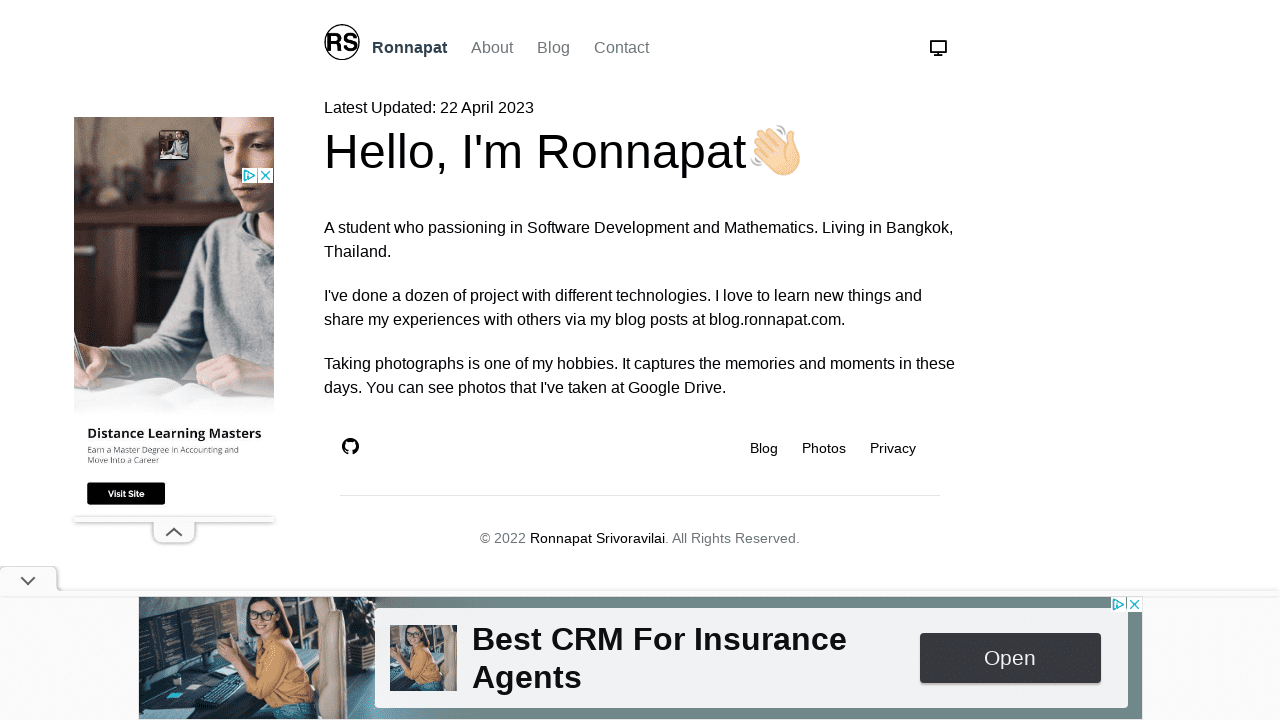 RS
Ronnapat About Blog Contact
Latest Updated: 22 April 2023
Hello, I'm Ronnapat👋🏻
A student who passioning in Software Development and Mathematics. Living in Bangkok,
Thailand.
I've done a dozen of project with different technologies. I love to learn new things and
share my experiences with others via my blog posts at blog.ronnapat.com.
Taking photographs is one of my hobbies. It captures the memories and moments in these
days. You can see photos that I've taken at Google Drive.
Blog Photos Privacy
© 2022 Ronnapat Srivoravilai. All Rights Reserved.
Distance Learning Masters
Earn a Master Degree in Accounting and
Move Into a Career
Visit Site
Best CRM For Insurance
Agents
Open